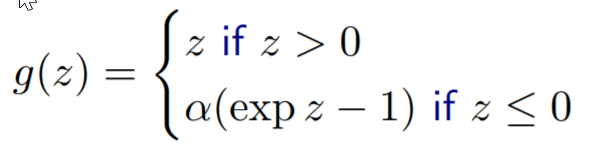 g(z) = { z if z > 0
α(exp z − 1) if z ≤ 0